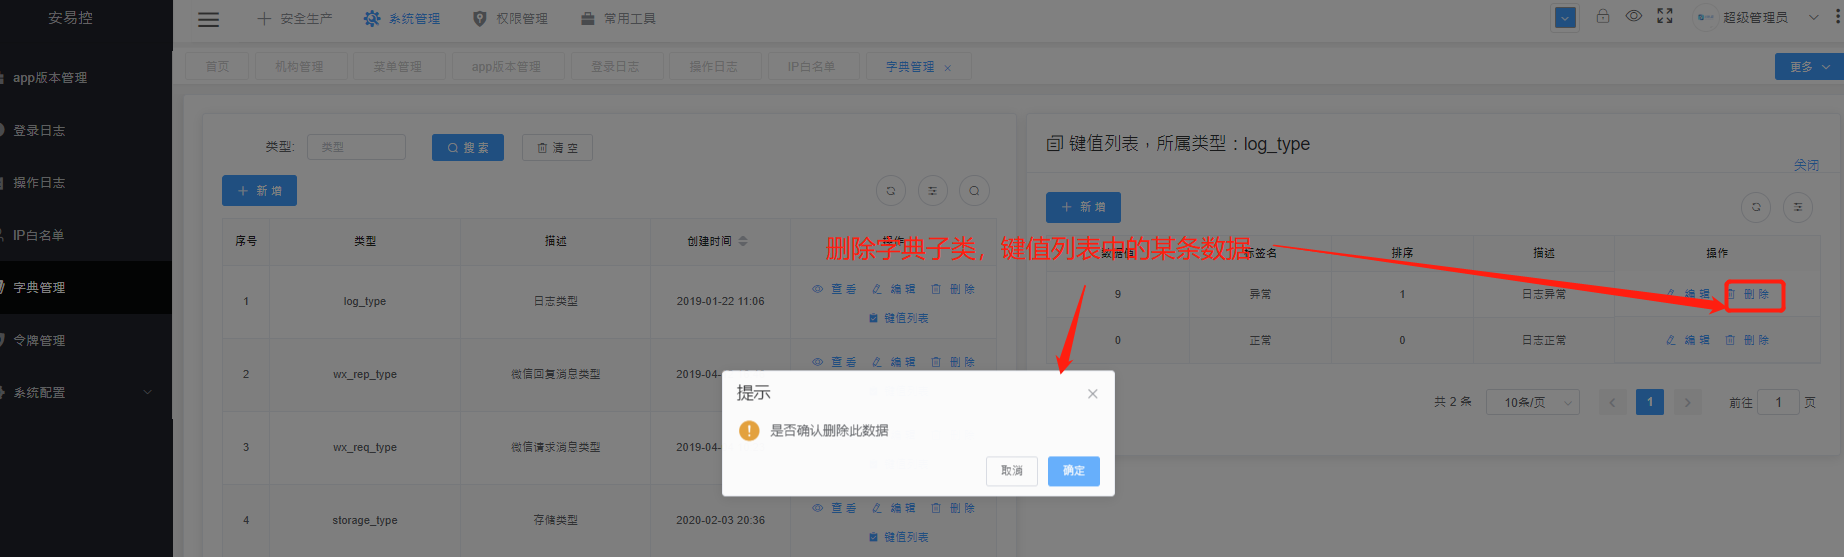 安易控
安全生产 系统管理 权限管理 常用工具 超级管理员
首页 机构管理 菜单管理 app版本管理 登录日志 操作日志 IP白名单 字典管理 × 更多
app版本管理
登录日志
操作日志
IP白名单
字典管理
令牌管理
系统配置
类型: 类型 搜 索 清 空
+ 新 增
序号 类型 描述 创建时间 操作
1 log_type 日志类型 2019-01-22 11:06 查 看 编 辑 删 除
键值列表
2 wx_rep_type 微信回复消息类型 2019-04- 编 辑 删 除
3 wx_req_type 微信请求消息类型 2019-04-
4 storage_type 存储类型 2020-02-03 20:36 查 看 编 辑 删 除
键值列表
键值列表，所属类型：log_type
关闭
+ 新 增
数据值 标签名 排序 描述 操作
9 异常 1 日志异常 编 辑 删 除
0 正常 0 日志正常 编 辑 删 除
共 2 条 10条/页 1 前往 1 页
删除字典子类，键值列表中的某条数据
提示
是否确认删除此数据
取消 确定